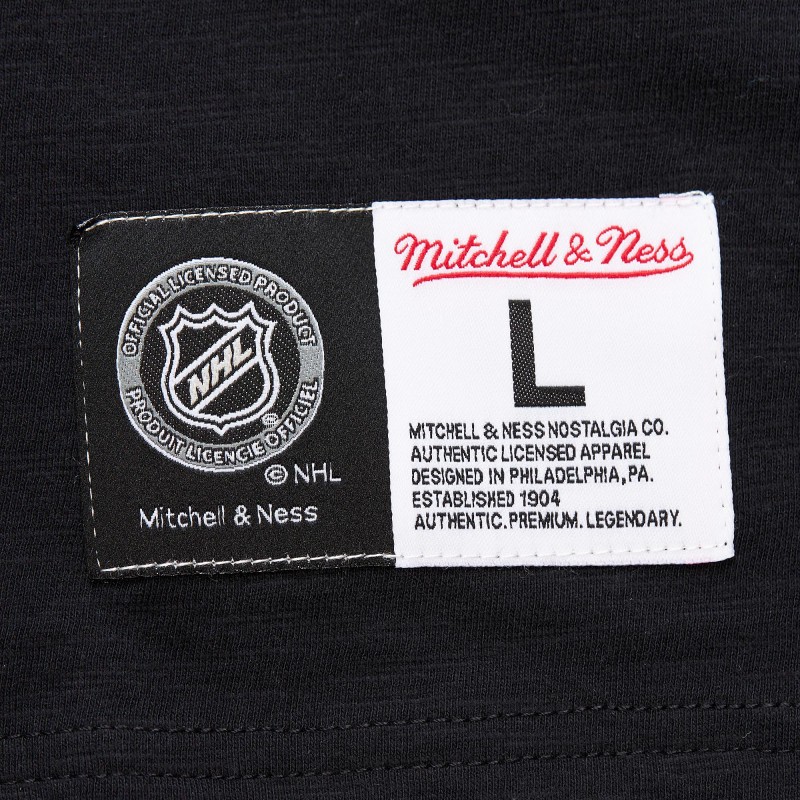 OFFICIAL LICENSED PRODUCT
NHL
®
PRODUIT LICENCIE OFFICIEL
© NHL
Mitchell & Ness
Mitchell & Ness
L
MITCHELL & NESS NOSTALGIA CO.
AUTHENTIC LICENSED APPAREL
DESIGNED IN PHILADELPHIA, PA.
ESTABLISHED 1904
AUTHENTIC. PREMIUM. LEGENDARY.